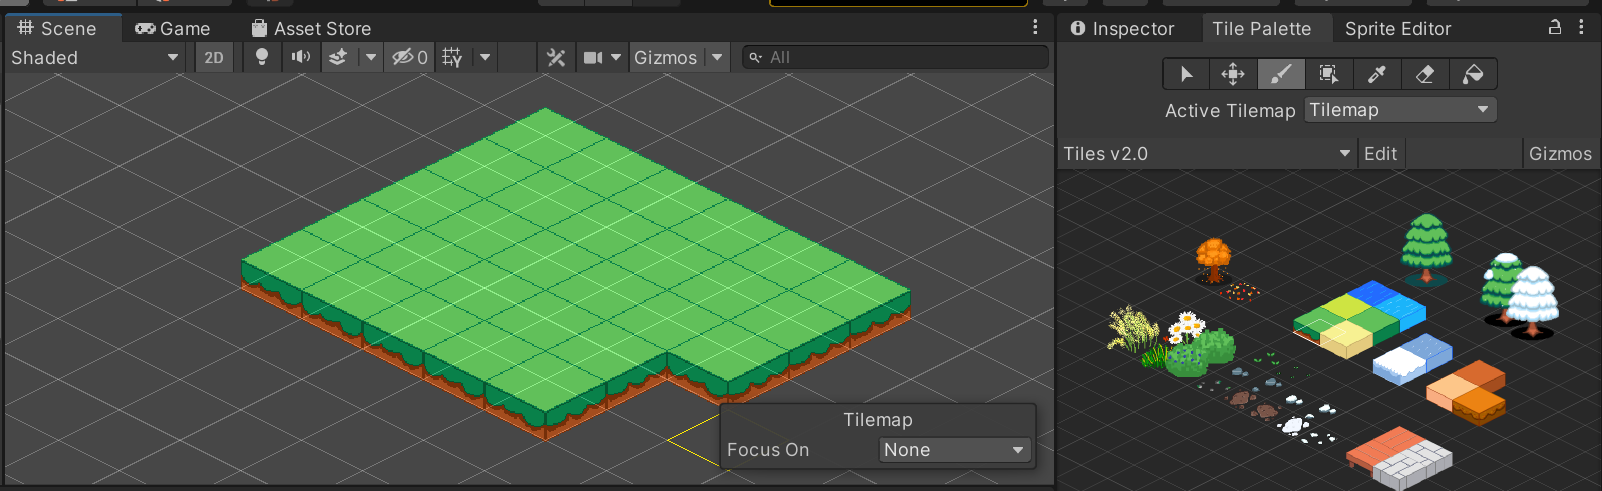 Scene Game Asset Store
Inspector Tile Palette Sprite Editor
Shaded 2D 0 Gizmos All
Active Tilemap Tilemap
Tiles v2.0 Edit Gizmos
Tilemap
Focus On None